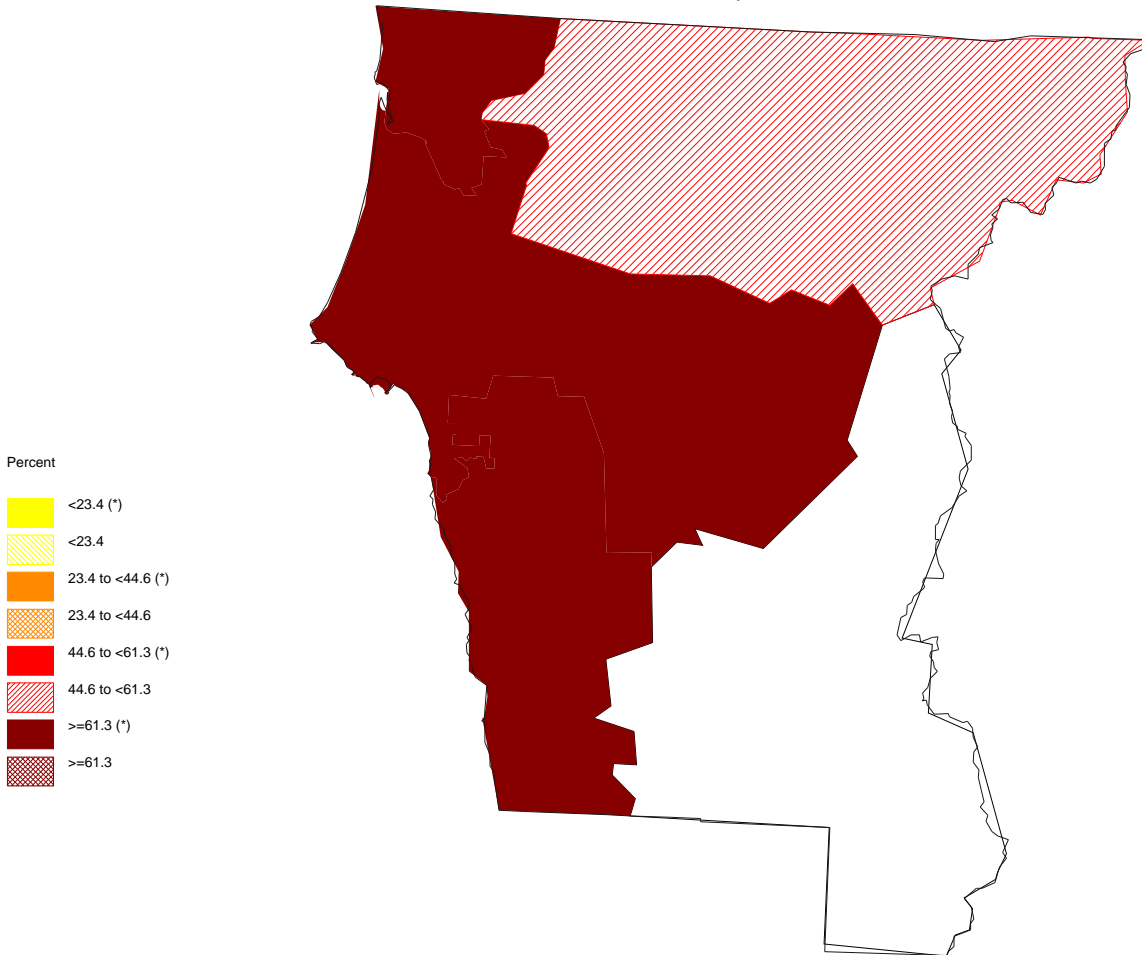 Percent
<23.4 (*)
<23.4
23.4 to <44.6 (*)
23.4 to <44.6
44.6 to <61.3 (*)
44.6 to <61.3
>=61.3 (*)
>=61.3